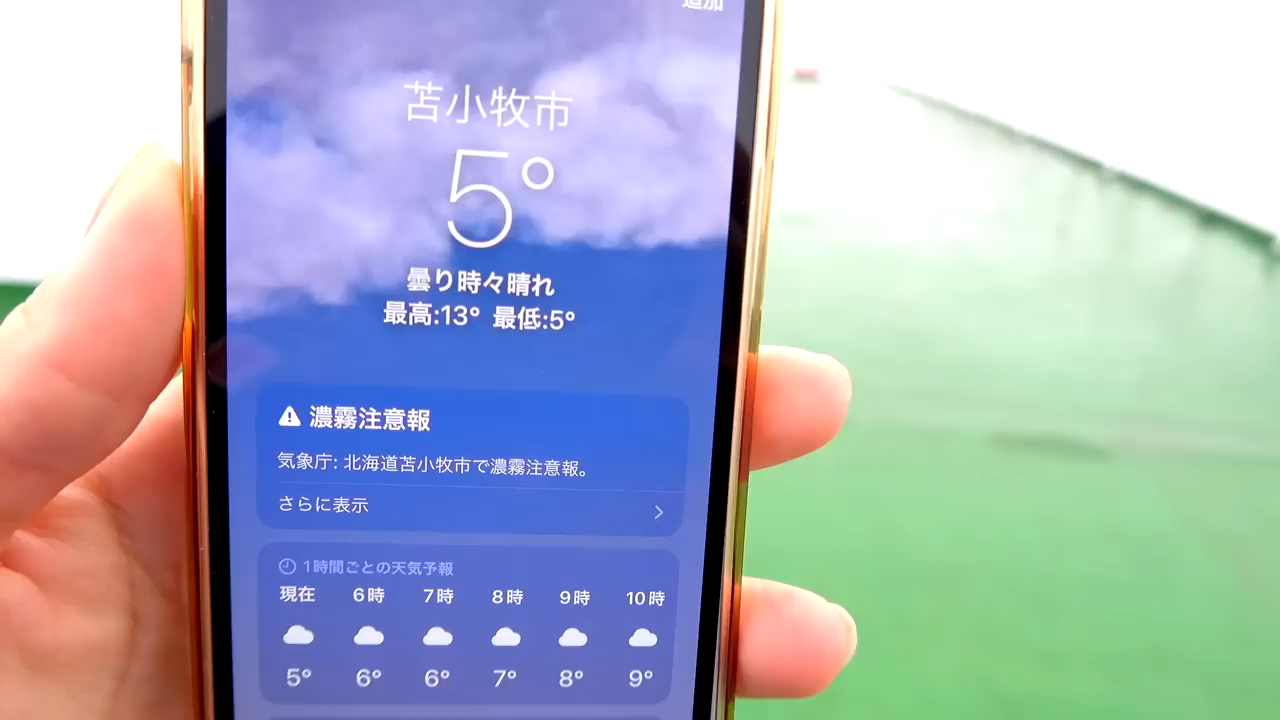 追加
苫小牧市
5°
曇り時々晴れ
最高:13° 最低:5°
濃霧注意報
気象庁: 北海道苫小牧市で濃霧注意報。
さらに表示
1時間ごとの天気予報
現在 6時 7時 8時 9時 10時
5° 6° 6° 7° 8° 9°